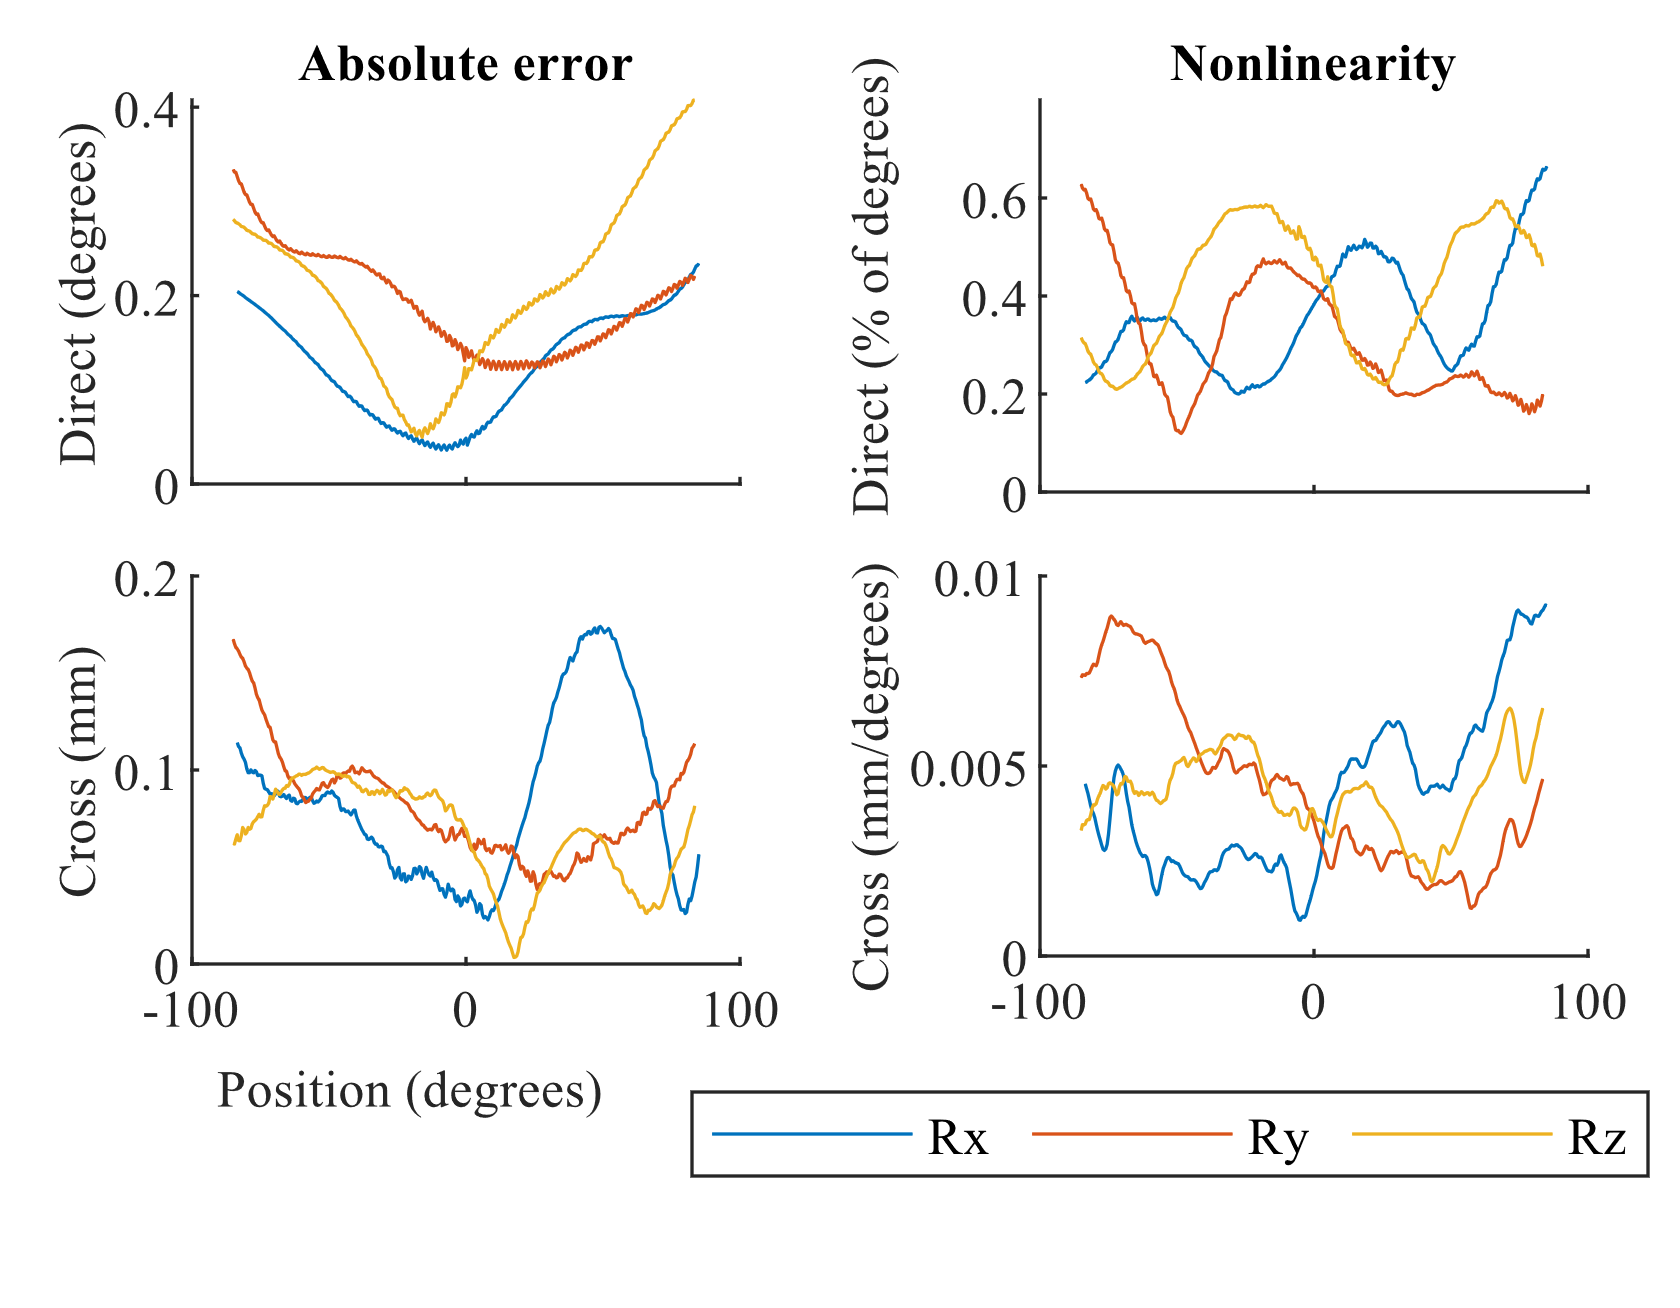 Absolute error
Nonlinearity
Direct (degrees)
0.4
0.2
0
Direct (% of degrees)
0.6
0.4
0.2
0
Cross (mm)
0.2
0.1
0
-100
0
100
Cross (mm/degrees)
0.01
0.005
0
-100
0
100
Position (degrees)
Rx
Ry
Rz